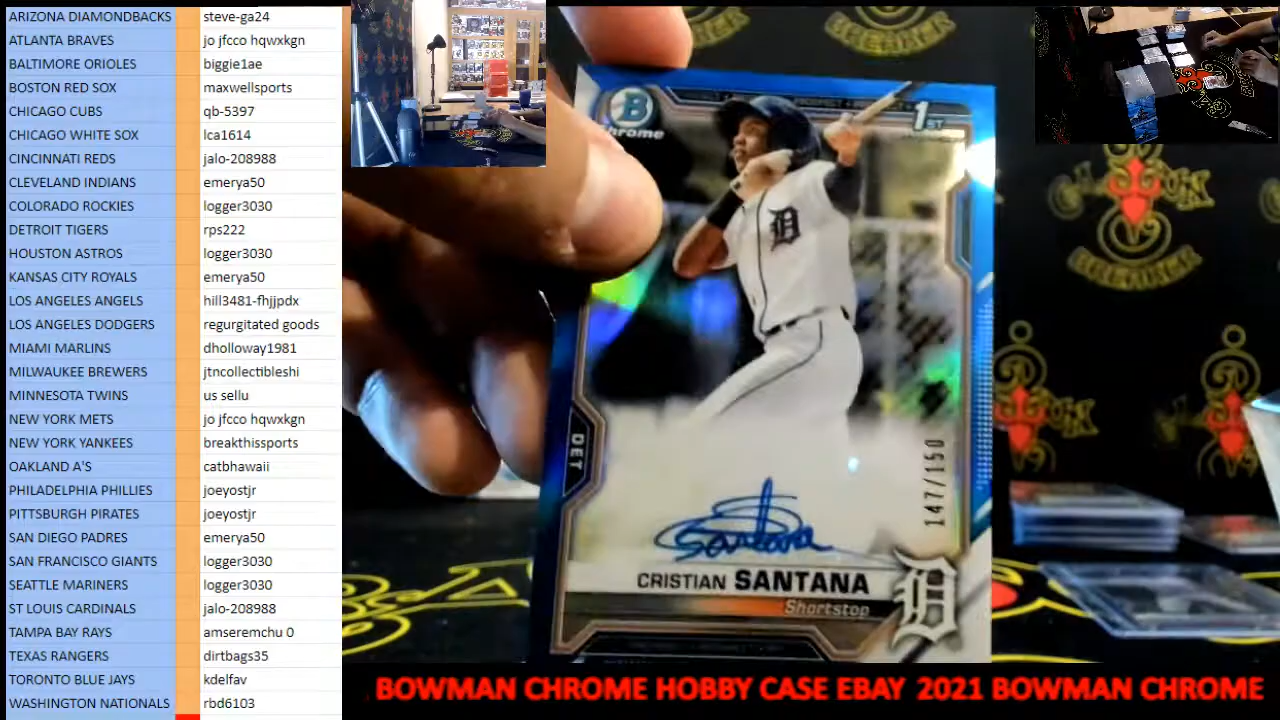 ARIZONA DIAMONDBACKS steve-ga24
ATLANTA BRAVES jo jfcco hqwxkgn
BALTIMORE ORIOLES biggie1ae
BOSTON RED SOX maxwellsports
CHICAGO CUBS qb-5397
CHICAGO WHITE SOX lca1614
CINCINNATI REDS jalo-208988
CLEVELAND INDIANS emerya50
COLORADO ROCKIES logger3030
DETROIT TIGERS rps222
HOUSTON ASTROS logger3030
KANSAS CITY ROYALS emerya50
LOS ANGELES ANGELS hill3481-fhjjpdx
LOS ANGELES DODGERS regurgitated goods
MIAMI MARLINS dholloway1981
MILWAUKEE BREWERS jtncollectibleshi
MINNESOTA TWINS us sellu
NEW YORK METS jo jfcco hqwxkgn
NEW YORK YANKEES breakthissports
OAKLAND A'S catbhawaii
PHILADELPHIA PHILLIES joeyostjr
PITTSBURGH PIRATES joeyostjr
SAN DIEGO PADRES emerya50
SAN FRANCISCO GIANTS logger3030
SEATTLE MARINERS logger3030
ST LOUIS CARDINALS jalo-208988
TAMPA BAY RAYS amseremchu 0
TEXAS RANGERS dirtbags35
TORONTO BLUE JAYS kdelfav
WASHINGTON NATIONALS rbd6103
B
Chrome
1ST
D
DET
147/150
Santana
CRISTIAN SANTANA
Shortstop
D
BOWMAN CHROME HOBBY CASE EBAY 2021 BOWMAN CHROME